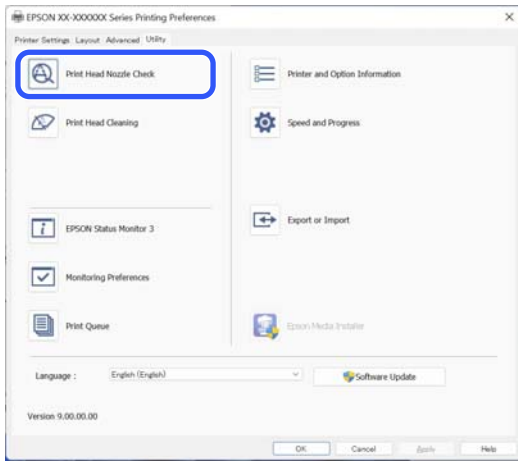 EPSON XX-XXXXXX Series Printing Preferences
Printer Settings Layout Advanced Utility
Print Head Nozzle Check
Printer and Option Information
Print Head Cleaning
Speed and Progress
EPSON Status Monitor 3
Export or Import
Monitoring Preferences
Print Queue
Epson Media Installer
Language :
English (English)
Software Update
Version 9.00.00.00
OK Cancel Apply Help